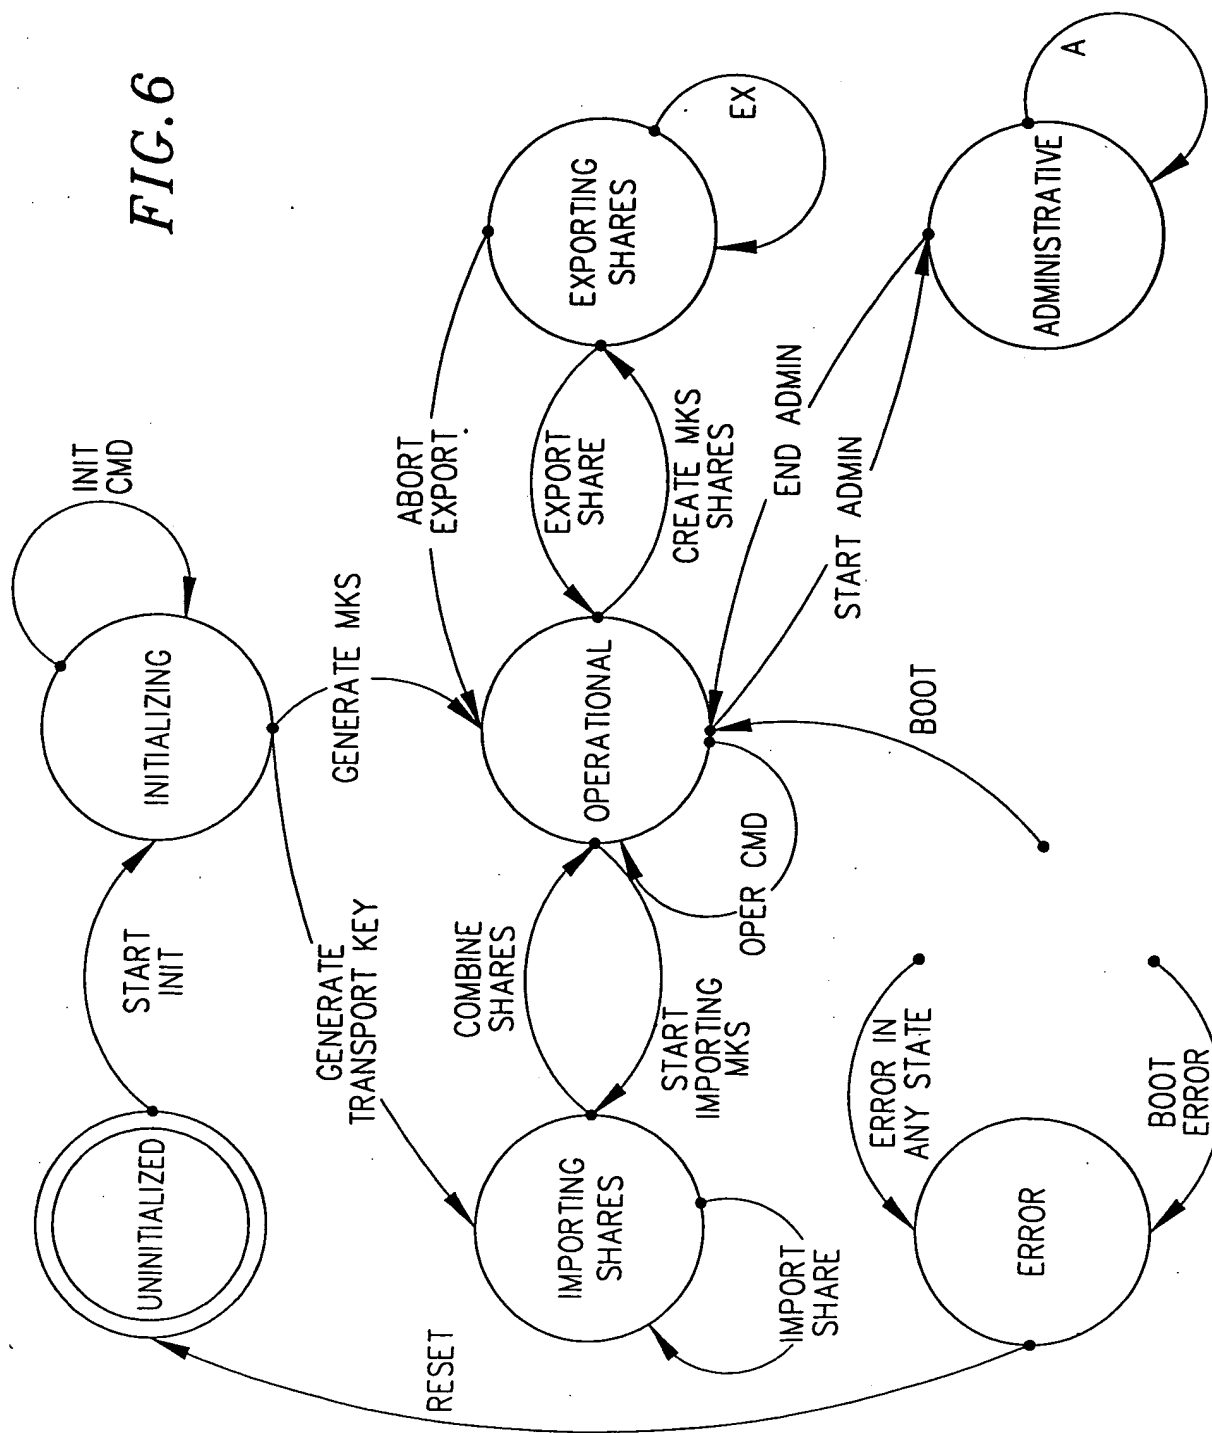 FIG.6
UNINITIALIZED
START
INIT
INITIALIZING
INIT
CMD
RESET
GENERATE
TRANSPORT KEY
GENERATE MKS
ABORT
EXPORT
IMPORTING
SHARES
COMBINE
SHARES
START
IMPORTING
MKS
OPERATIONAL
EXPORT
SHARE
CREATE MKS
SHARES
EXPORTING
SHARES
EX
IMPORT
SHARE
OPER CMD
END ADMIN
START ADMIN
BOOT
ERROR IN
ANY STATE
ERROR
BOOT
ERROR
ADMINISTRATIVE
A